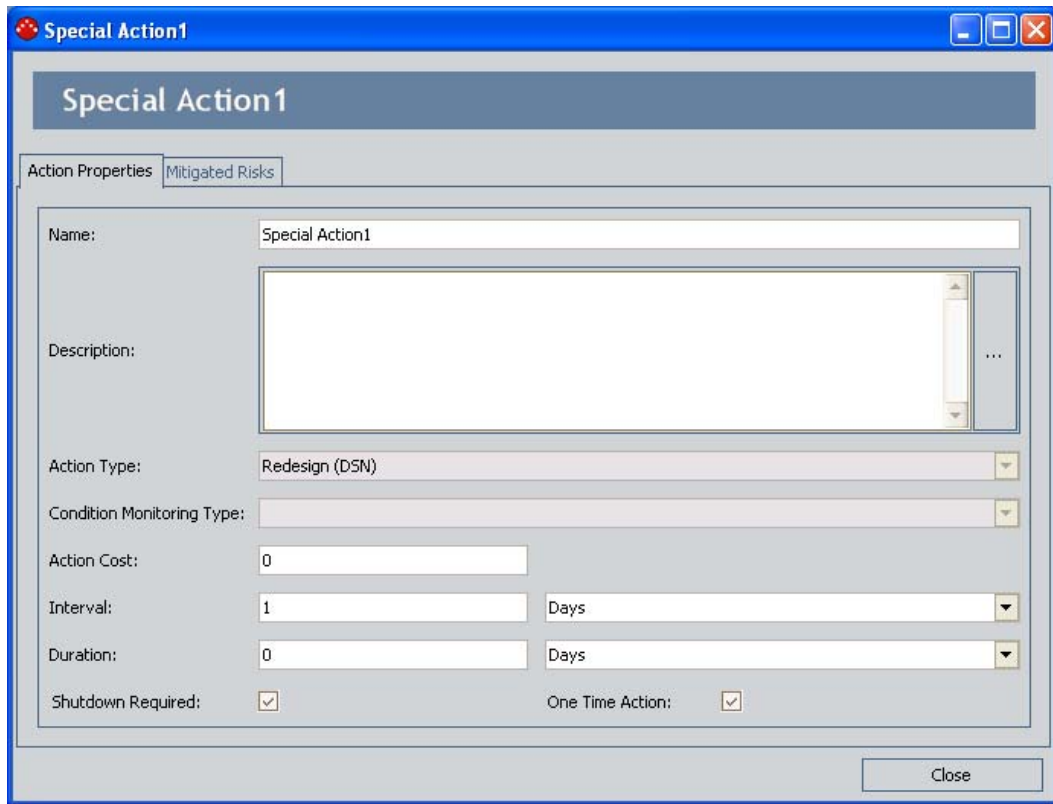 Special Action1
Special Action1
Action Properties Mitigated Risks
Name: Special Action1
Description: ...
Action Type: Redesign (DSN)
Condition Monitoring Type:
Action Cost: 0
Interval: 1 Days
Duration: 0 Days
Shutdown Required: One Time Action:
Close